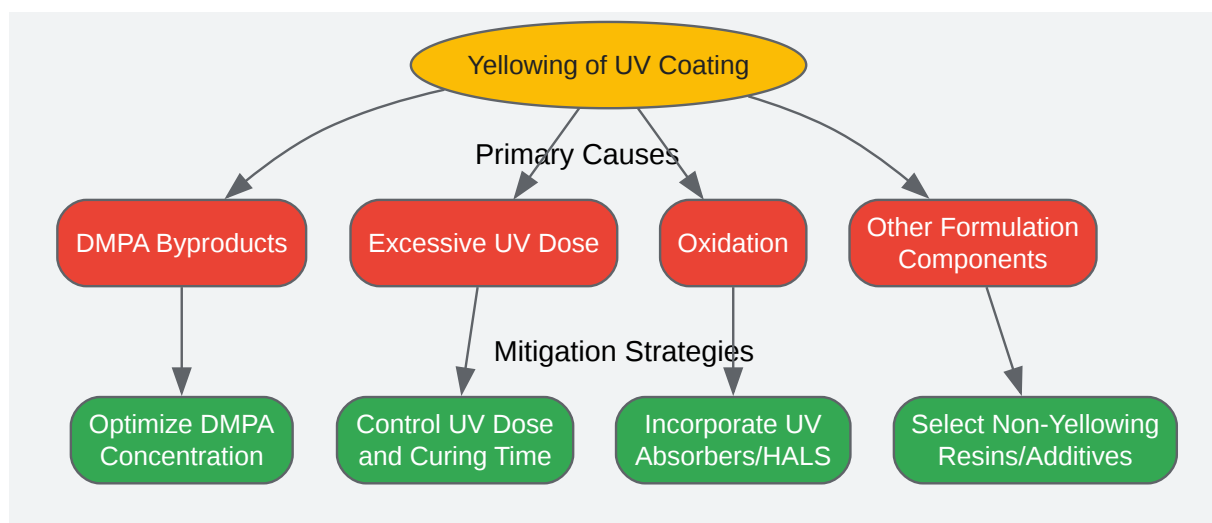 Yellowing of UV Coating
Primary Causes
DMPA Byproducts
Excessive UV Dose
Oxidation
Other Formulation
Components
Mitigation Strategies
Optimize DMPA
Concentration
Control UV Dose
and Curing Time
Incorporate UV
Absorbers/HALS
Select Non-Yellowing
Resins/Additives